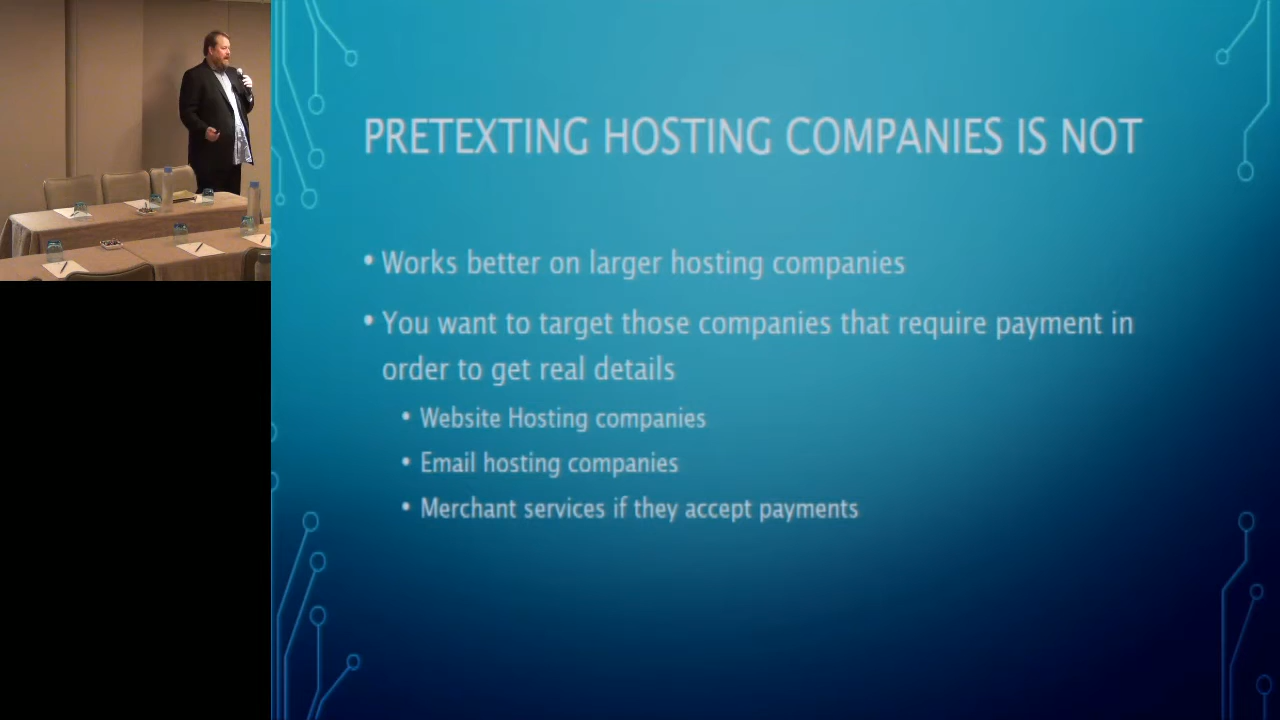 PRETEXTING HOSTING COMPANIES IS NOT
• Works better on larger hosting companies
• You want to target those companies that require payment in
order to get real details
• Website Hosting companies
• Email hosting companies
• Merchant services if they accept payments